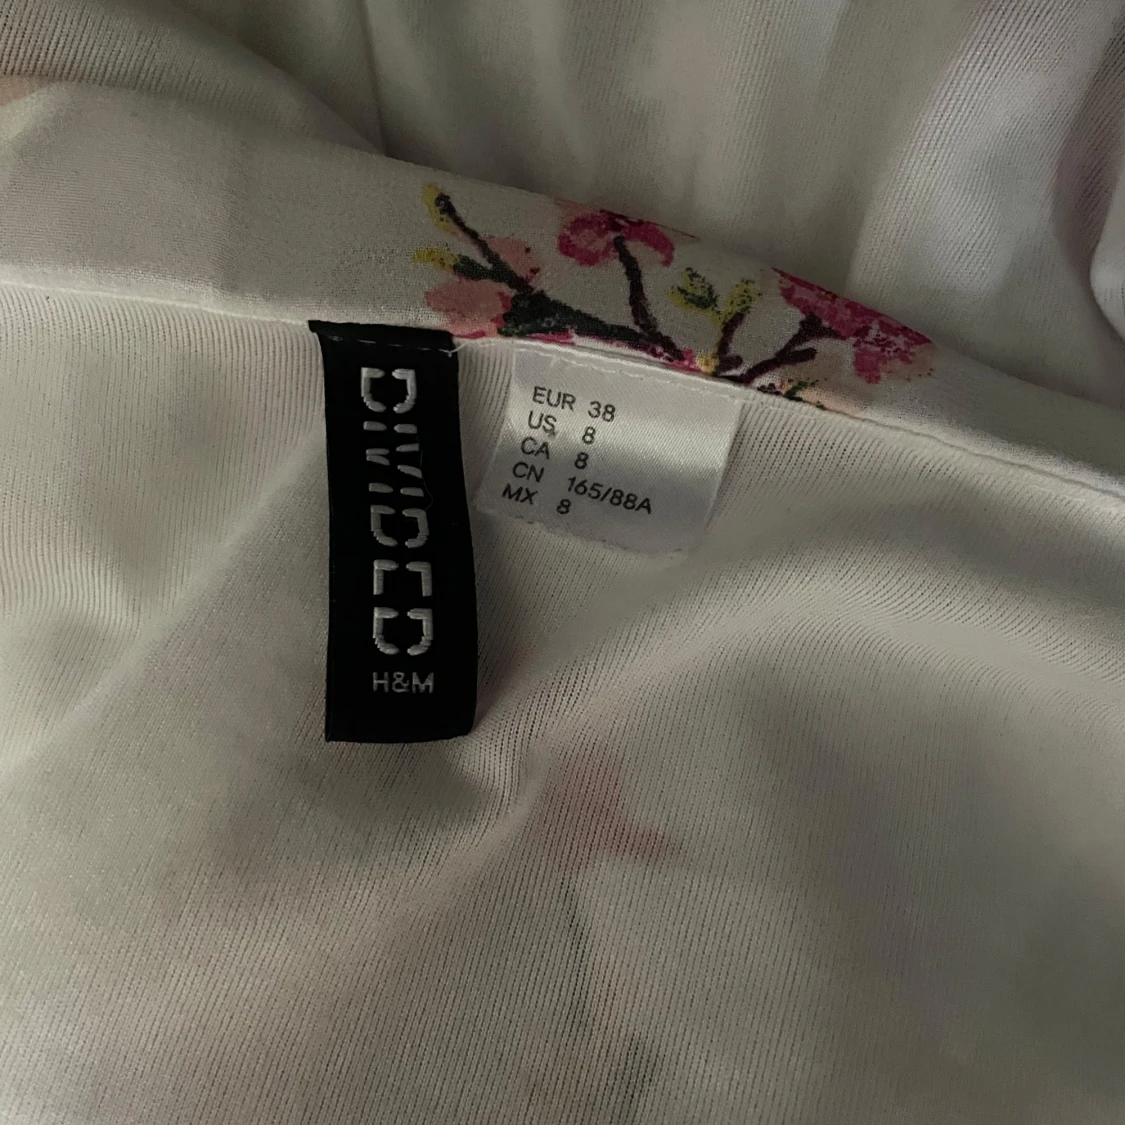 DIVIDED
H&M
EUR 38
US 8
CA 8
CN 165/88A
MX 8